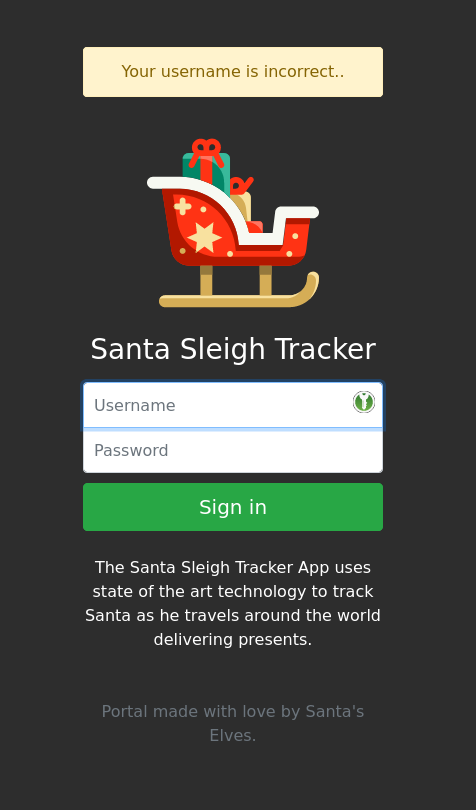 Your username is incorrect..
Santa Sleigh Tracker
Username
Password
Sign in
The Santa Sleigh Tracker App uses
state of the art technology to track
Santa as he travels around the world
delivering presents.
Portal made with love by Santa's
Elves.